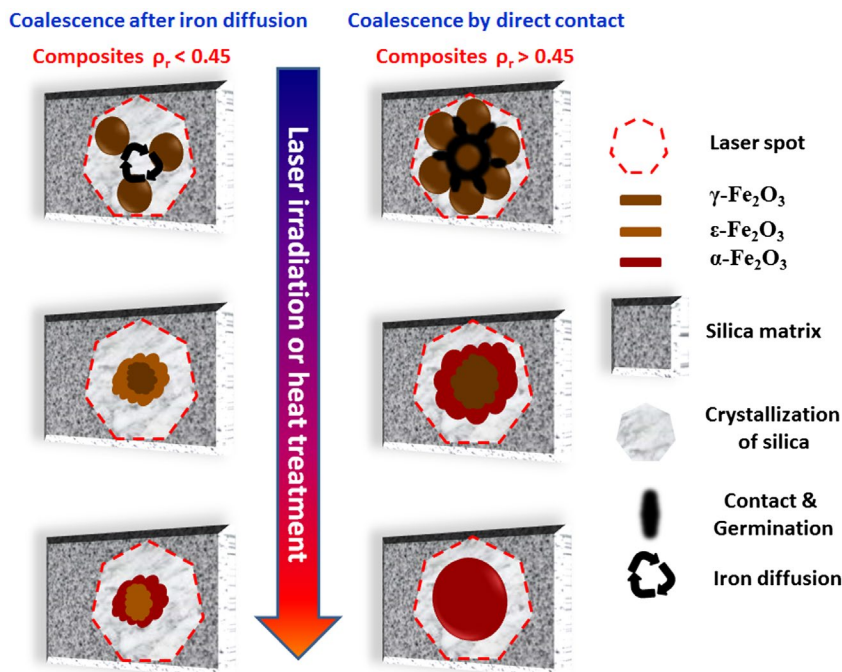 Coalescence after iron diffusion
Composites ρr < 0.45
Coalescence by direct contact
Composites ρr > 0.45
Laser irradiation or heat treatment
Laser spot
γ-Fe2O3
ε-Fe2O3
α-Fe2O3
Silica matrix
Crystallization
of silica
Contact &
Germination
Iron diffusion